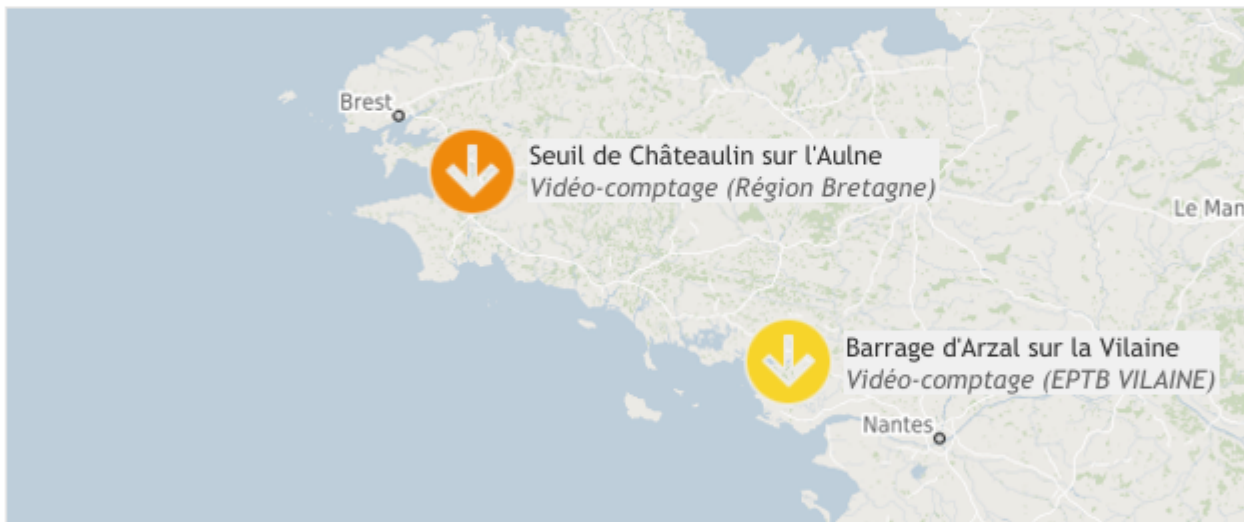 Brest
Seuil de Châteaulin sur l'Aulne
Vidéo-comptage (Région Bretagne)
Le Man
Barrage d'Arzal sur la Vilaine
Vidéo-comptage (EPTB VILAINE)
Nantes